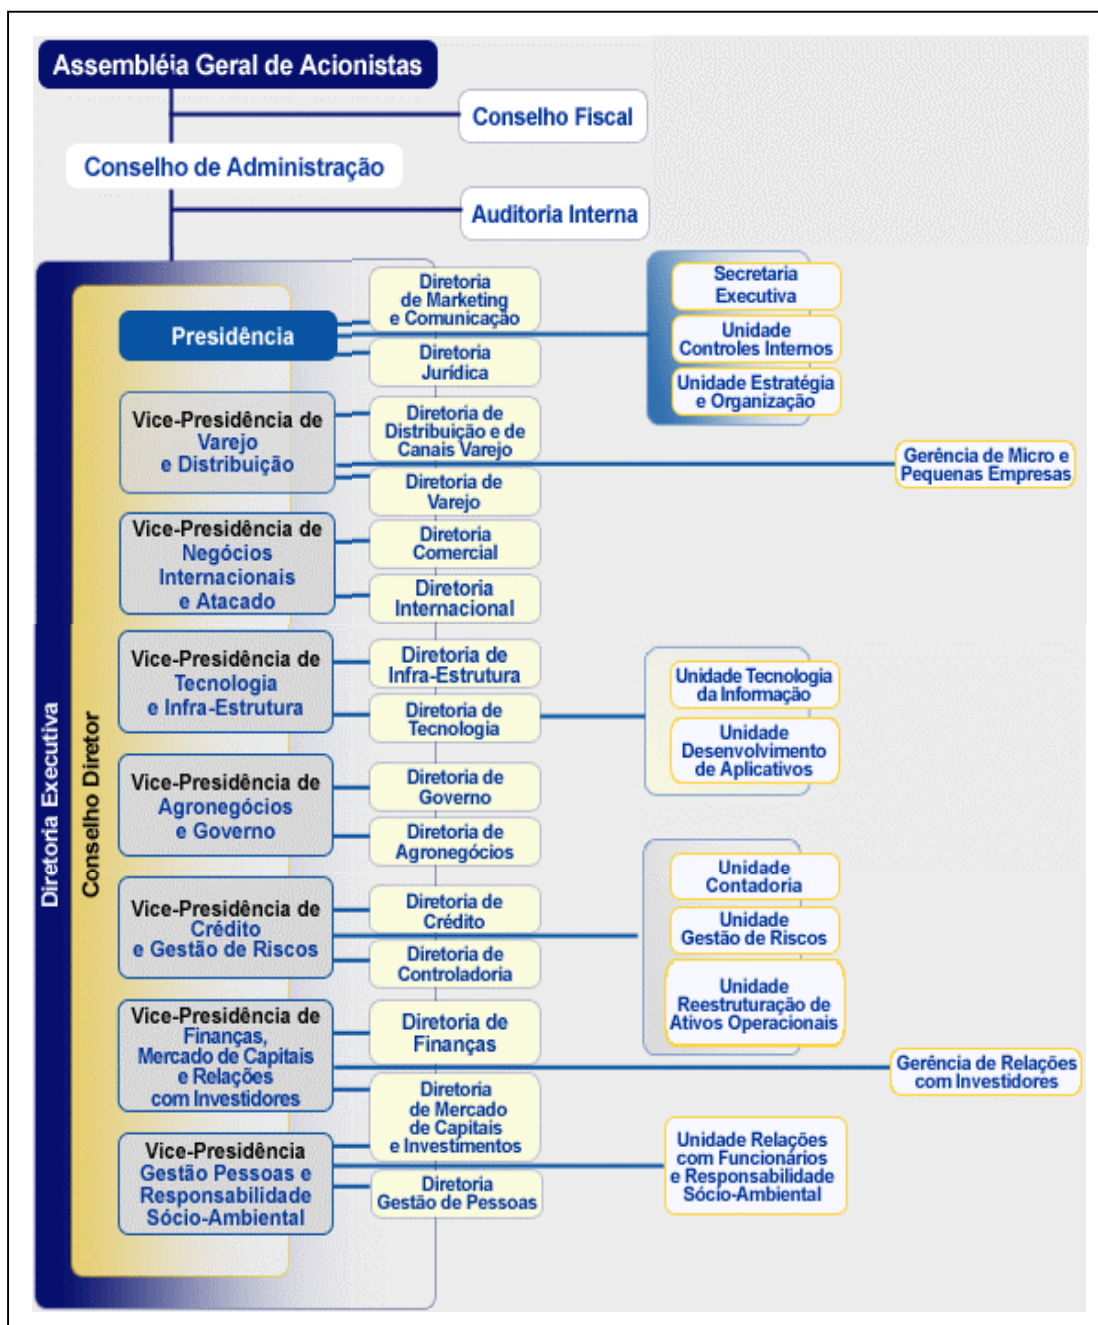 Assembléia Geral de Acionistas
Conselho Fiscal
Conselho de Administração
Auditoria Interna
Diretoria Executiva
Conselho Diretor
Presidência
Diretoria
de Marketing
e Comunicação
Diretoria
Jurídica
Secretaria
Executiva
Unidade
Controles Internos
Unidade Estratégia
e Organização
Vice-Presidência de
Varejo
e Distribuição
Diretoria de
Distribuição e de
Canais Varejo
Diretoria de
Varejo
Gerência de Micro e
Pequenas Empresas
Vice-Presidência de
Negócios
Internacionais
e Atacado
Diretoria
Comercial
Diretoria
Internacional
Vice-Presidência de
Tecnologia
e Infra-Estrutura
Diretoria de
Infra-Estrutura
Diretoria de
Tecnologia
Unidade Tecnologia
da Informação
Unidade
Desenvolvimento
de Aplicativos
Vice-Presidência de
Agronegócios
e Governo
Diretoria de
Governo
Diretoria de
Agronegócios
Vice-Presidência de
Crédito
e Gestão de Riscos
Diretoria de
Crédito
Diretoria de
Controladoria
Unidade
Contadoria
Unidade
Gestão de Riscos
Unidade
Reestruturação de
Ativos Operacionais
Vice-Presidência de
Finanças,
Mercado de Capitais
e Relações
com Investidores
Diretoria de
Finanças
Diretoria
de Mercado
de Capitais
e Investimentos
Gerência de Relações
com Investidores
Vice-Presidência
Gestão Pessoas e
Responsabilidade
Sócio-Ambiental
Diretoria
Gestão de Pessoas
Unidade Relações
com Funcionários
e Responsabilidade
Sócio-Ambiental